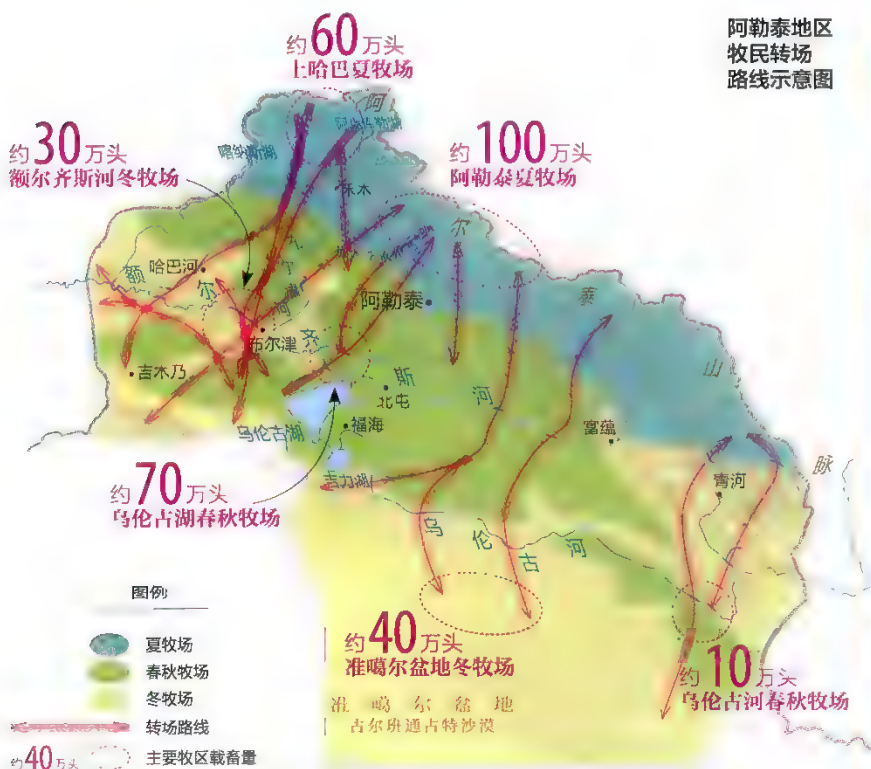 阿勒泰地区
牧民转场
路线示意图
约60万头
上哈巴夏牧场
约30万头
额尔齐斯河冬牧场
约100万头
阿勒泰夏牧场
喀纳斯湖
禾木
阿
尔
泰
山
脉
哈巴河
额
尔
齐
斯
河
布尔津
阿勒泰
吉木乃
北屯
乌伦古湖
福海
吉力湖
富蕴
青河
约70万头
乌伦古湖春秋牧场
乌
伦
古
河
约40万头
准噶尔盆地冬牧场
准噶尔盆地
古尔班通古特沙漠
约10万头
乌伦古河春秋牧场
图例
夏牧场
春秋牧场
冬牧场
转场路线
约40万头
主要牧区载畜量